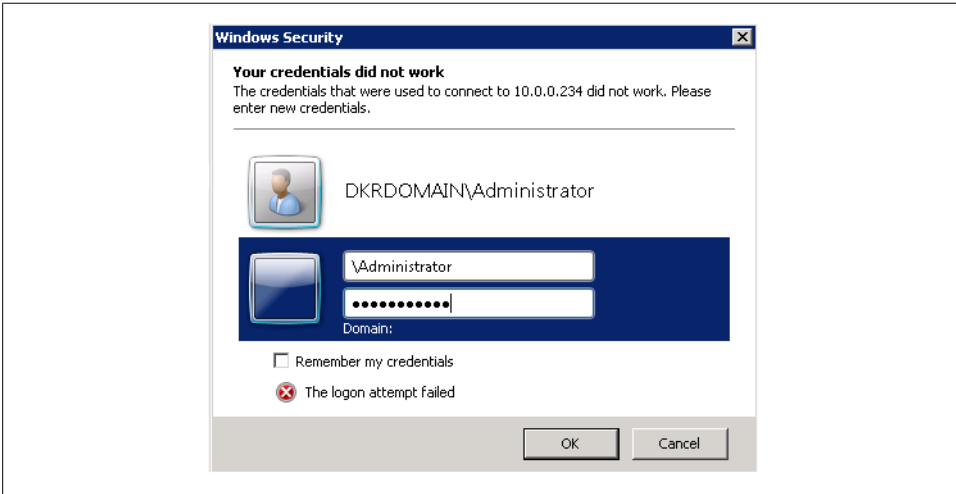 Windows Security
Your credentials did not work
The credentials that were used to connect to 10.0.0.234 did not work. Please
enter new credentials.
DKRDOMAIN\Administrator
\Administrator
●●●●●●●●●●●
Domain:
Remember my credentials
The logon attempt failed
OK
Cancel